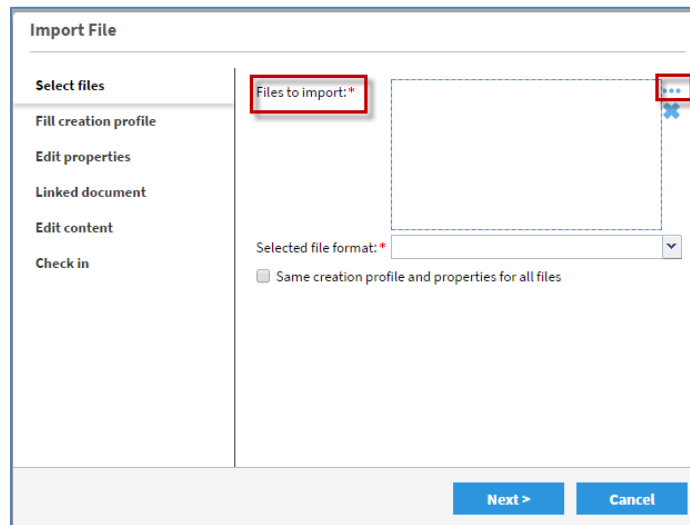 Import File
Select files
Fill creation profile
Edit properties
Linked document
Edit content
Check in
Files to import:*
Selected file format:*
Same creation profile and properties for all files
Next >
Cancel